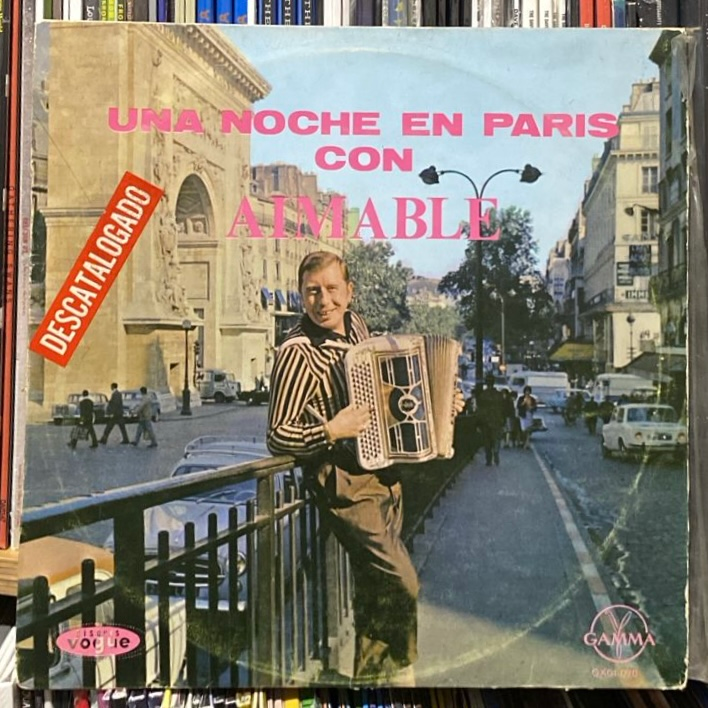 UNA NOCHE EN PARIS
CON
AIMABLE
DESCATALOGADO
discos
vogue
GAMMA